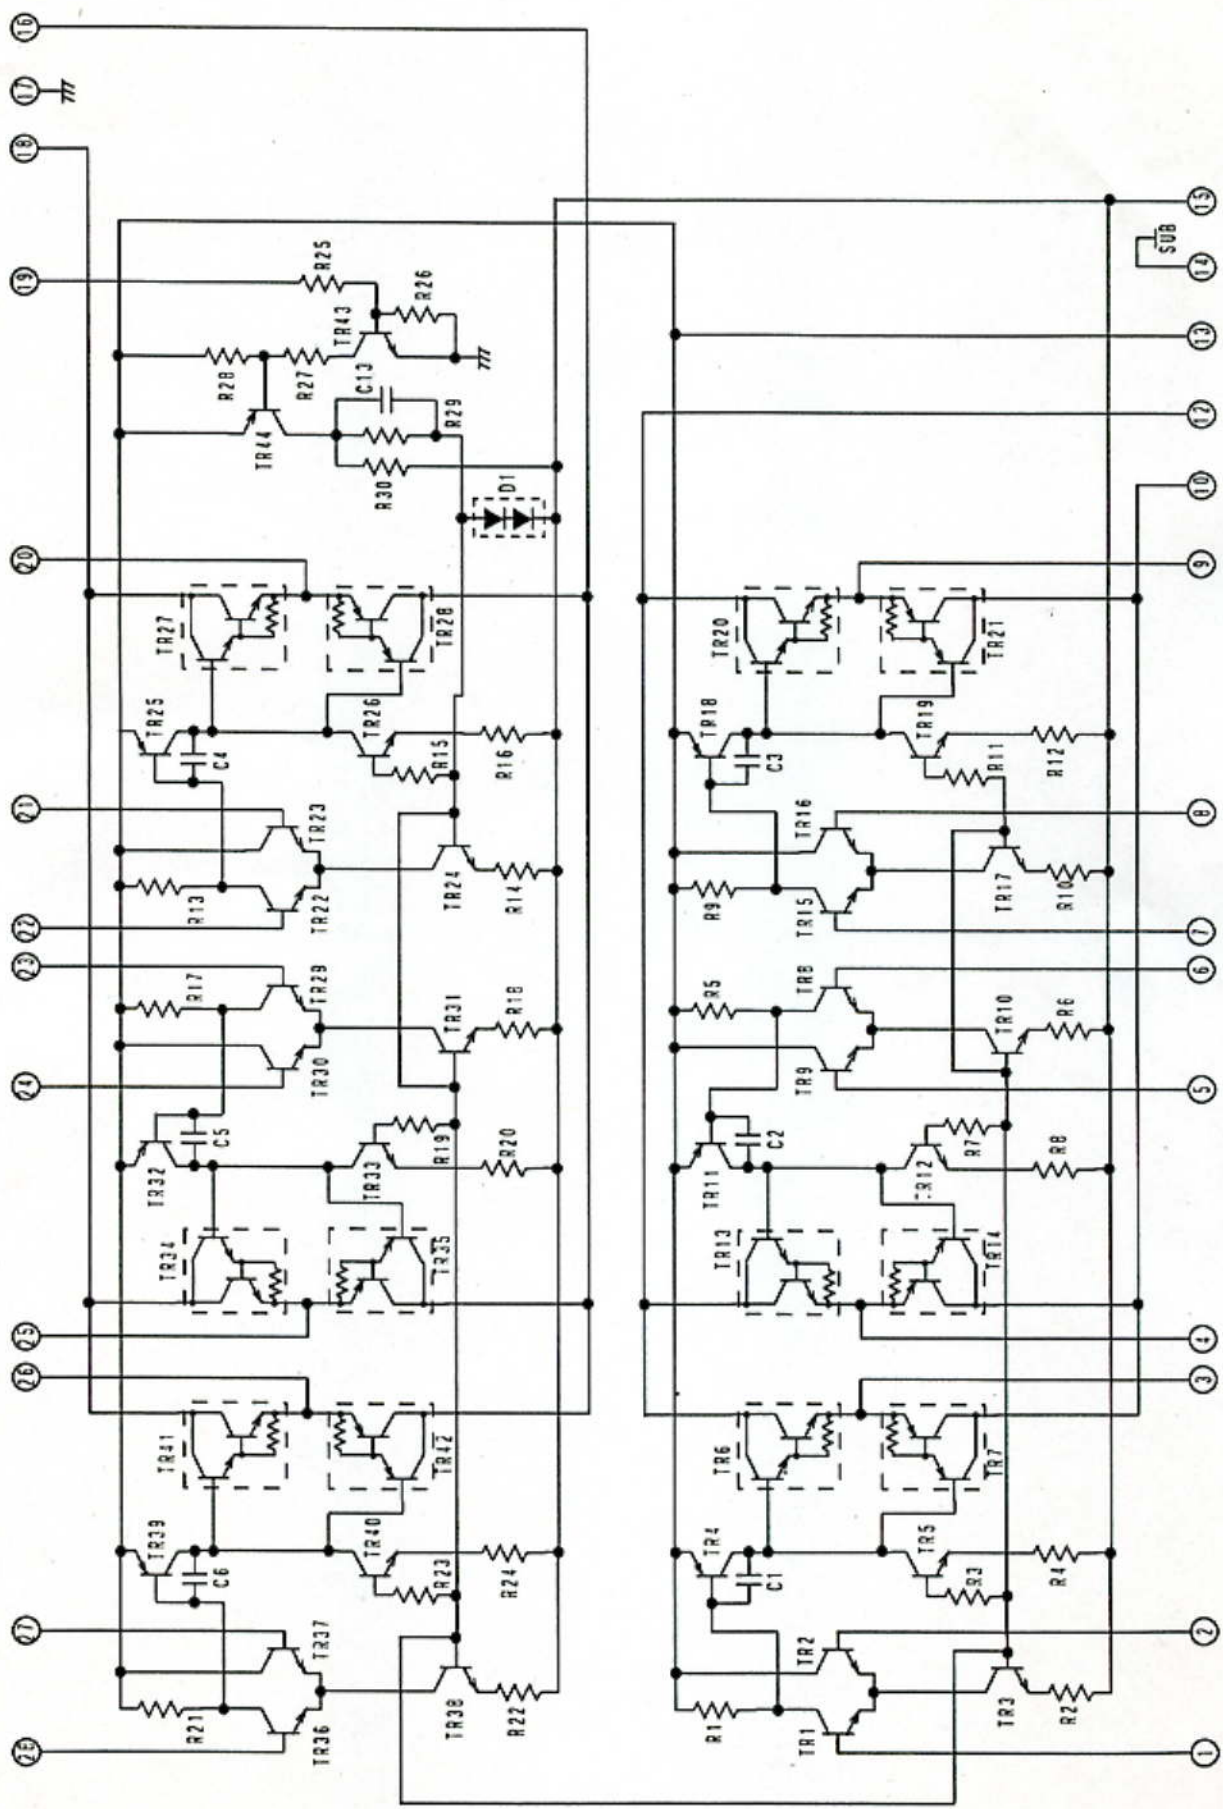 28 27 26 25 24 23 22 21 20 19 18 17 16
R21 TR39 TR41 TR34 TR32 R17 R13 TR25 TR27 R28 R25
C6 C5 C4 TR44 R27 TR43 R26
TR36 TR37 TR30 TR29 TR22 TR23 C13
TR40 TR42 TR35 TR33 TR26 TR28 R30 R29
TR38 R23 R19 TR31 TR24 R15 D1
R22 R24 R20 R18 R14 R16
R1 TR4 TR6 TR13 TR11 R5 R9 TR18 TR20
C1 C2 C3
TR1 TR2 TR9 TR8 TR15 TR16
TR5 TR7 TR14 TR12 TR19 TR21
TR3 R3 R7 TR10 TR17 R11
R2 R4 R8 R6 R10 R12 SUB
1 2 3 4 5 6 7 8 9 10 12 13 14 15